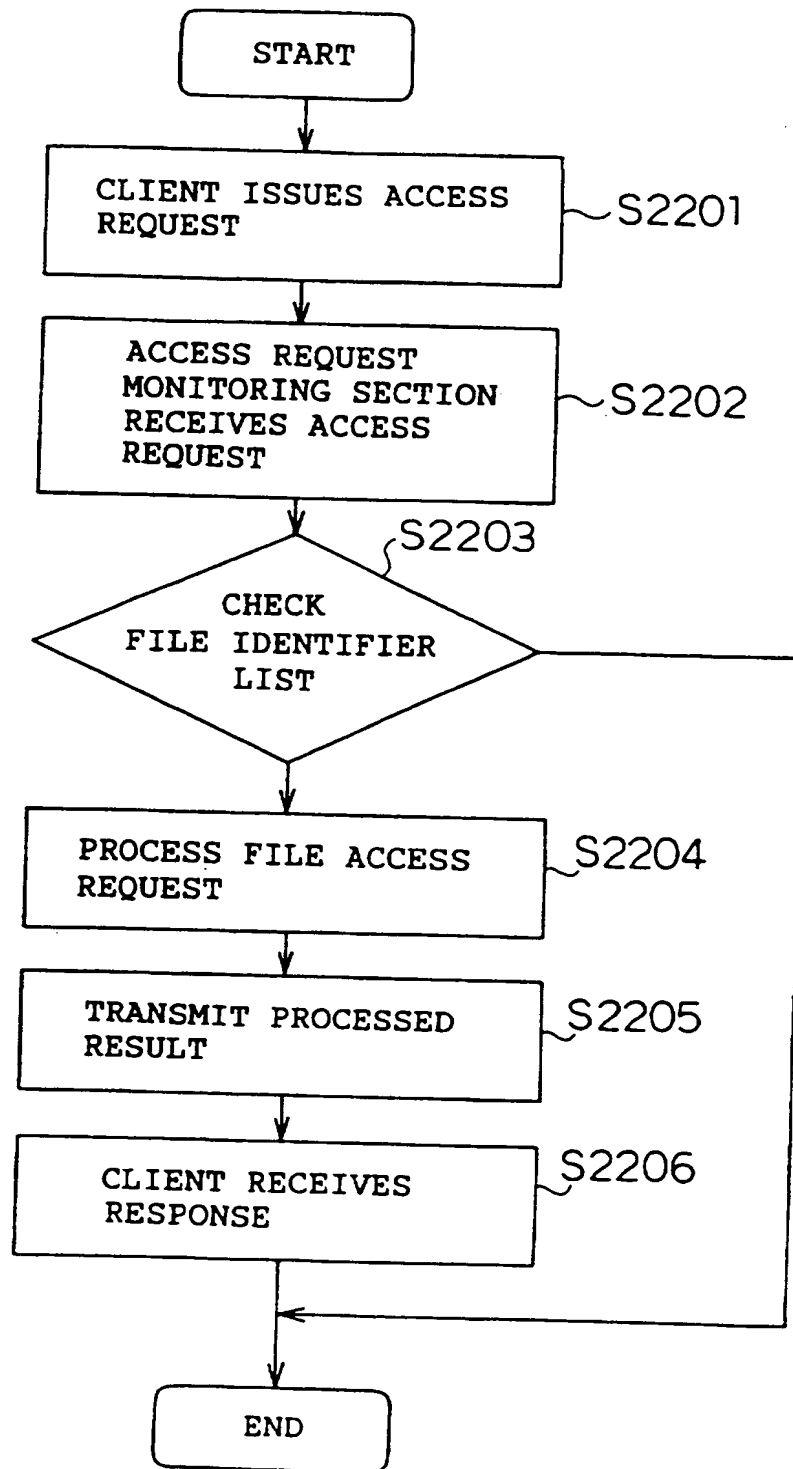 START
CLIENT ISSUES ACCESS
REQUEST
S2201
ACCESS REQUEST
MONITORING SECTION
RECEIVES ACCESS
REQUEST
S2202
S2203
CHECK
FILE IDENTIFIER
LIST
PROCESS FILE ACCESS
REQUEST
S2204
TRANSMIT PROCESSED
RESULT
S2205
CLIENT RECEIVES
RESPONSE
S2206
END